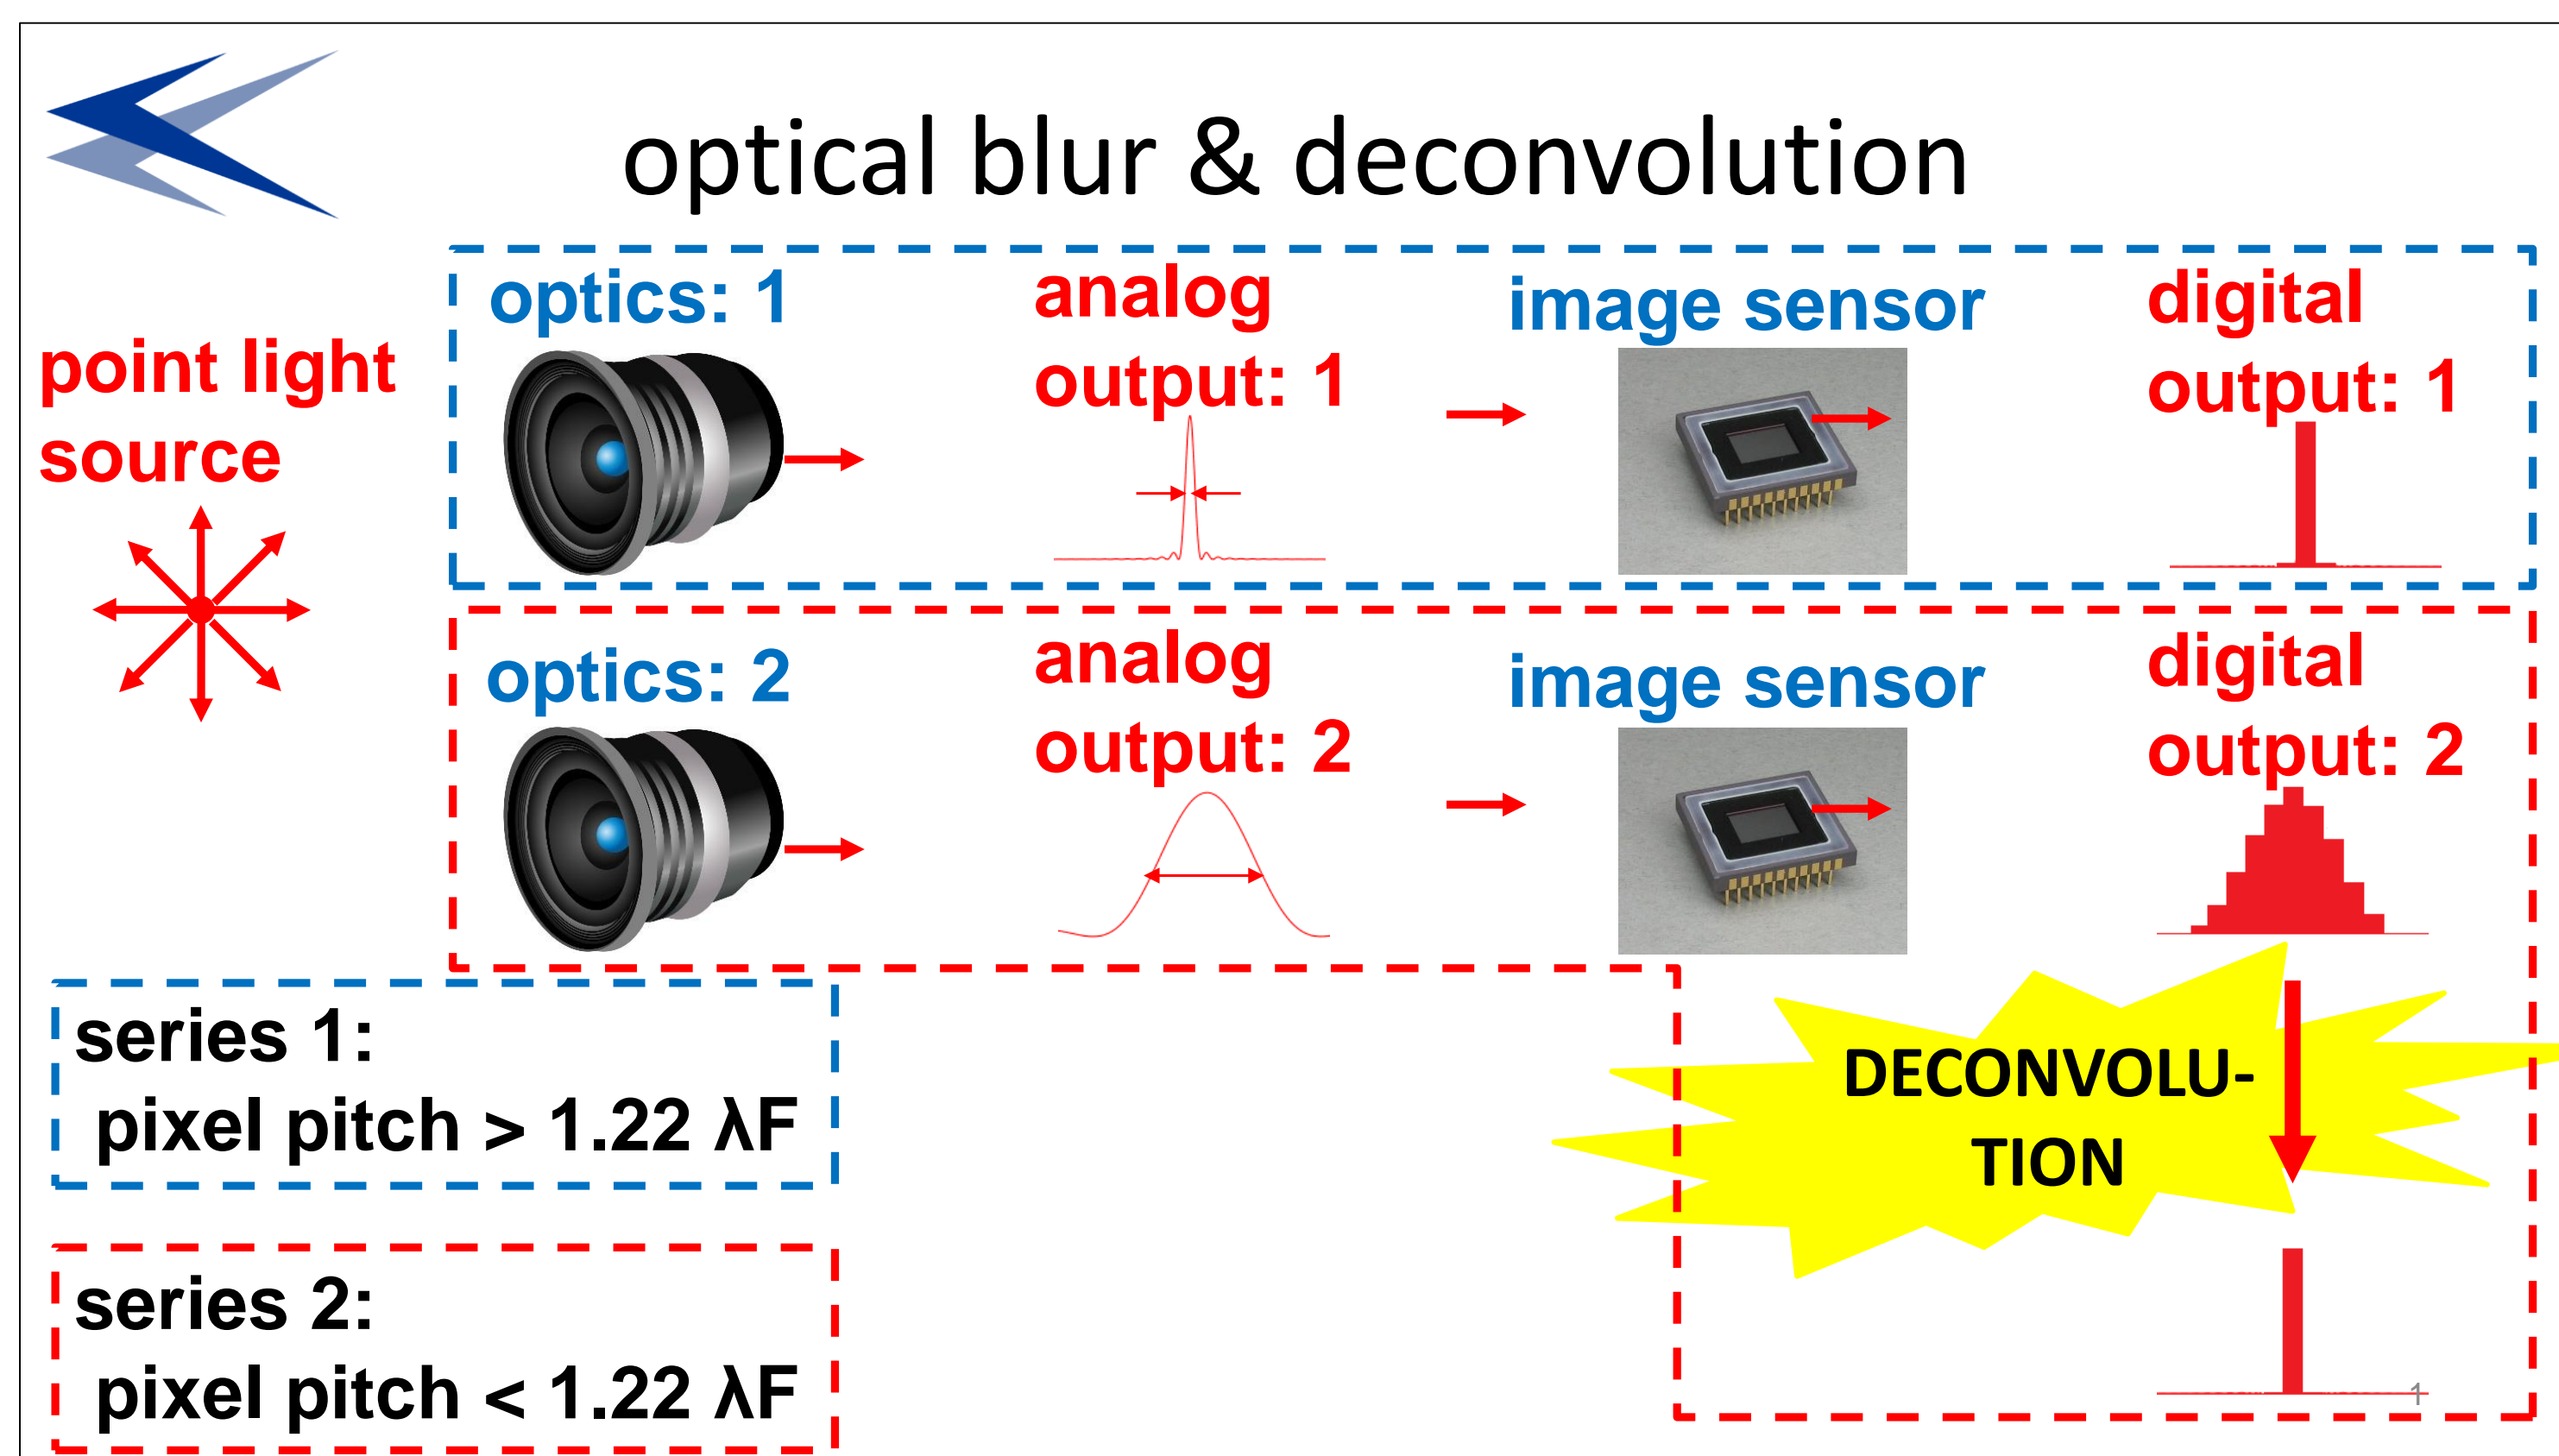 optical blur & deconvolution
point light
source
optics: 1
analog
output: 1
image sensor
digital
output: 1
optics: 2
analog
output: 2
image sensor
digital
output: 2
series 1:
pixel pitch > 1.22 λF
series 2:
pixel pitch < 1.22 λF
DECONVOLU-
TION
1